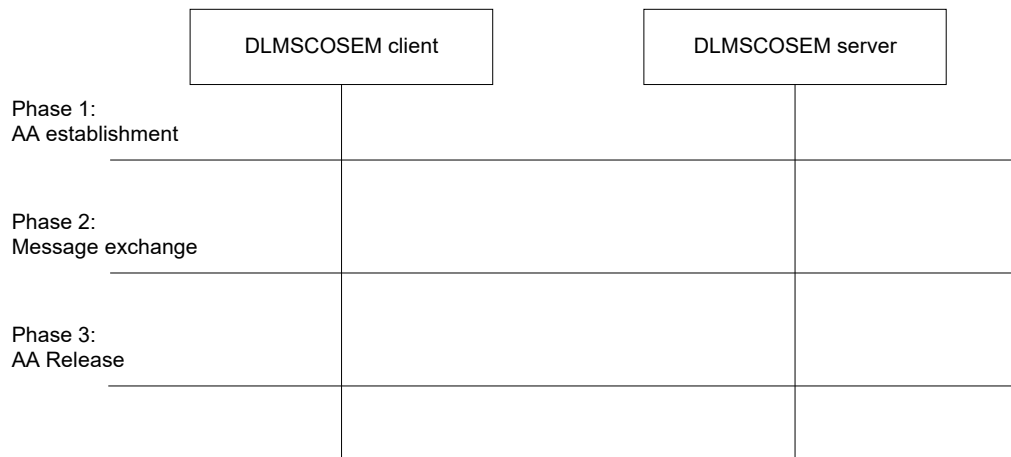 DLMSCOSEM client
DLMSCOSEM server
Phase 1:
AA establishment
Phase 2:
Message exchange
Phase 3:
AA Release